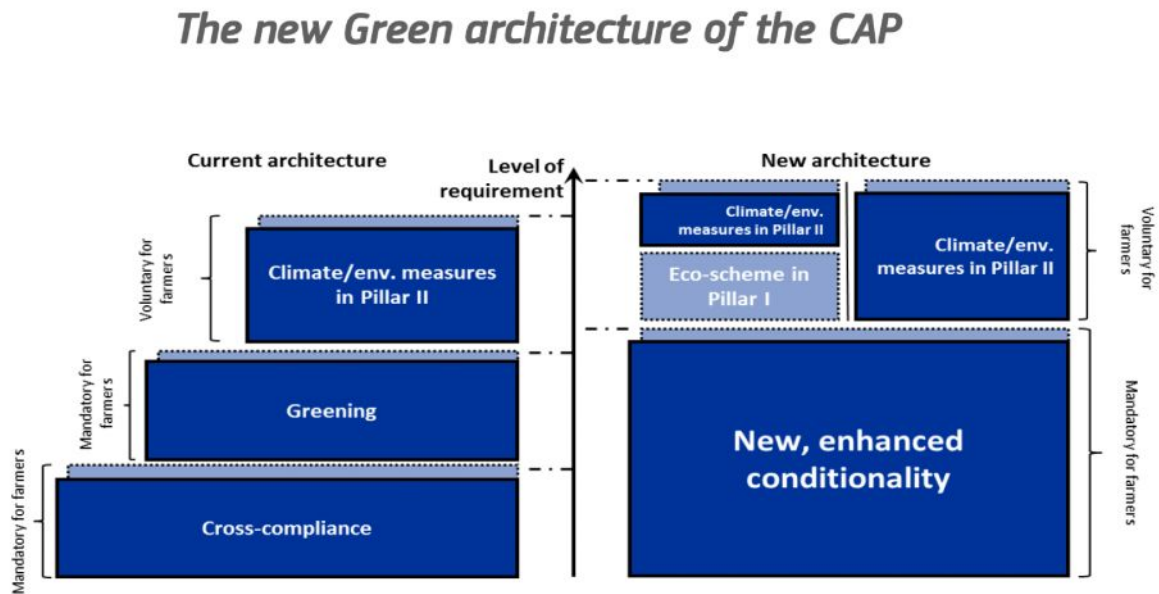 The new Green architecture of the CAP
Current architecture
Level of
requirement
New architecture
Voluntary for
farmers
Climate/env. measures
in Pillar II
Mandatory for
farmers
Greening
Mandatory for farmers
Cross-compliance
Climate/env.
measures in Pillar II
Eco-scheme in
Pillar I
Climate/env.
measures in Pillar II
Voluntary for
farmers
New, enhanced
conditionality
Mandatory for farmers